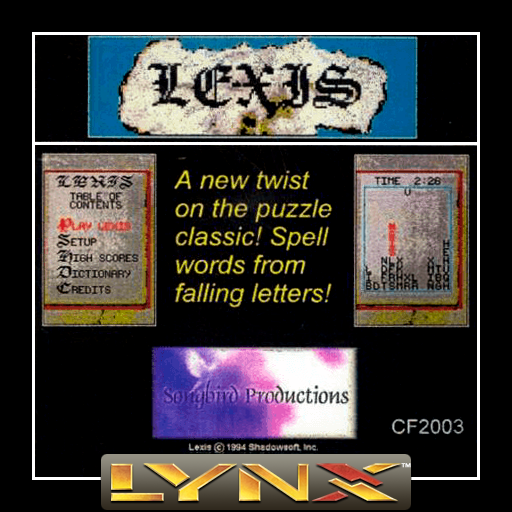 LEXIS
LEXIS
TABLE OF
CONTENTS
PLAY LEXIS
SETUP
HIGH SCORES
DICTIONARY
CREDITS
A new twist
on the puzzle
classic! Spell
words from
falling letters!
TIME 2:26
U
Songbird Productions
CF2003
Lexis © 1994 Shadowsoft, Inc.
LYNX™